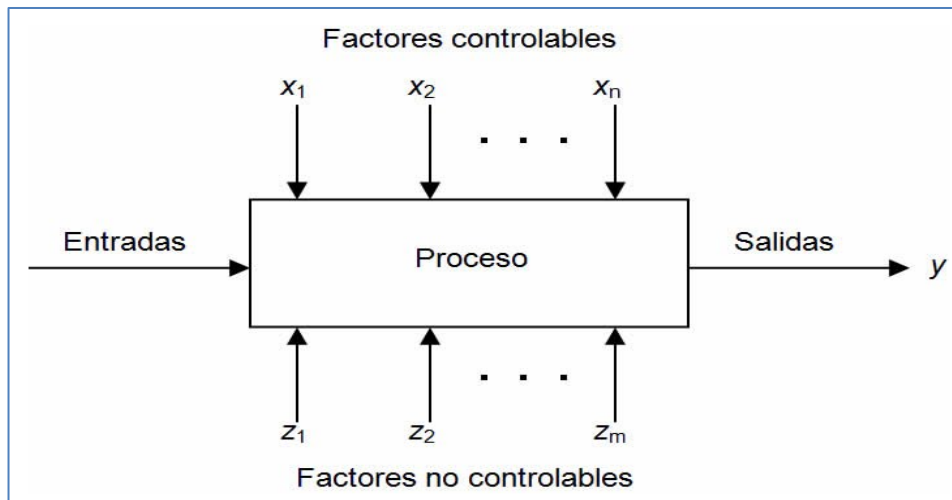 Factores controlables
x1 x2 xn
. . .
Entradas
Proceso
Salidas
y
. . .
z1 z2 zm
Factores no controlables